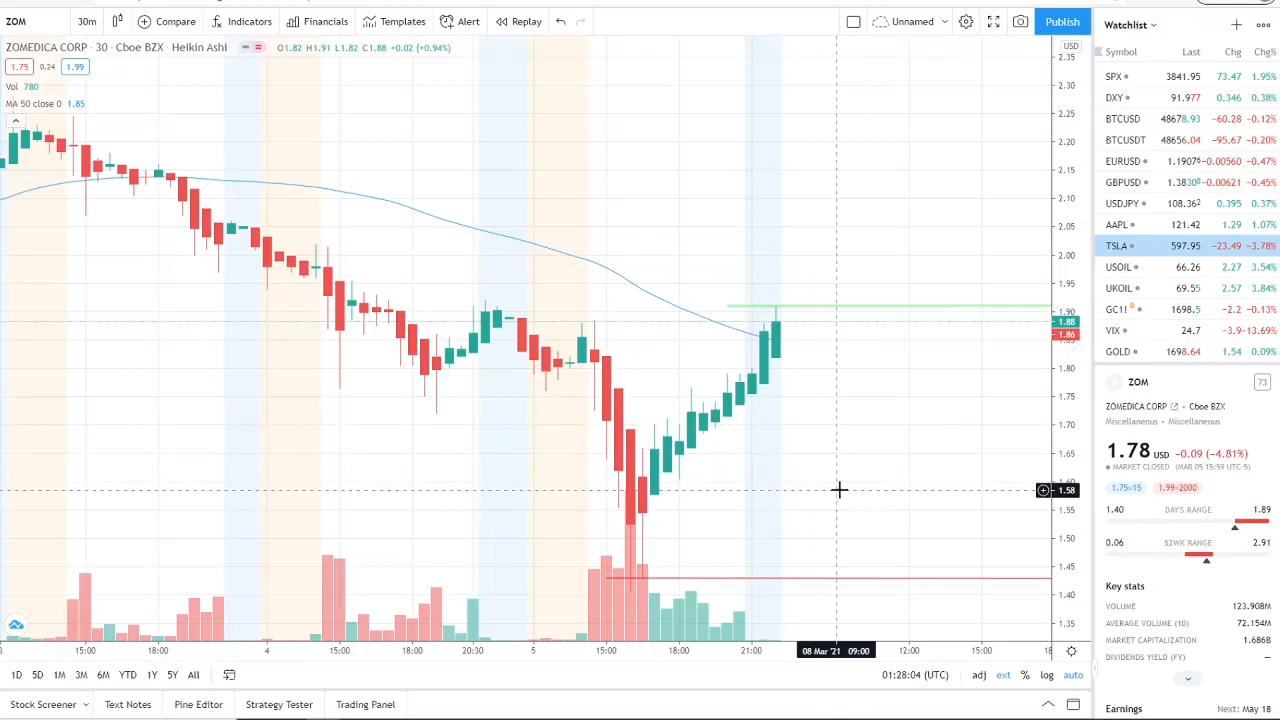 ZOM 30m Compare Indicators Financials Templates Alert Replay Unnamed Publish
ZOMEDICA CORP · 30 · Cboe BZX · Heikin Ashi O1.82 H1.91 L1.82 C1.88 +0.02 (+0.94%)
1.75 0.24 1.99
Vol 780
MA 50 close 0 1.85
USD
2.35
2.30
2.25
2.20
2.15
2.10
2.05
2.00
1.95
1.90
1.88
1.86
1.80
1.75
1.70
1.65
1.60
1.58
1.55
1.50
1.45
1.40
1.35
15:00 18:00 4 15:00 20:30 5 15:00 18:00 21:00 08 Mar '21 09:00 12:00 15:00 18
1D 5D 1M 3M 6M YTD 1Y 5Y All 01:28:04 (UTC) adj ext % log auto
Stock Screener Text Notes Pine Editor Strategy Tester Trading Panel
Watchlist
Symbol Last Chg Chg%
SPX 3841.95 73.47 1.95%
DXY 91.977 0.346 0.38%
BTCUSD 48678.93 −60.28 −0.12%
BTCUSDT 48656.04 −95.67 −0.20%
EURUSD 1.19076 −0.00560 −0.47%
GBPUSD 1.38308 −0.00621 −0.45%
USDJPY 108.362 0.395 0.37%
AAPL 121.42 1.29 1.07%
TSLA 597.95 −23.49 −3.78%
USOIL 66.26 2.27 3.54%
UKOIL 69.55 2.57 3.84%
GC1! D 1698.5 −2.2 −0.13%
VIX 24.7 −3.9 −13.69%
GOLD 1698.64 1.54 0.09%
ZOM 73
ZOMEDICA CORP · Cboe BZX
Miscellaneous • Miscellaneous
1.78 USD −0.09 (−4.81%)
MARKET CLOSED (MAR 05 15:59 UTC-5)
1.75×15 1.99×2000
1.40 DAY'S RANGE 1.89
0.06 52WK RANGE 2.91
Key stats
VOLUME 123.908M
AVERAGE VOLUME (10) 72.154M
MARKET CAPITALIZATION 1.686B
DIVIDENDS YIELD (FY) —
Earnings Next: May 18